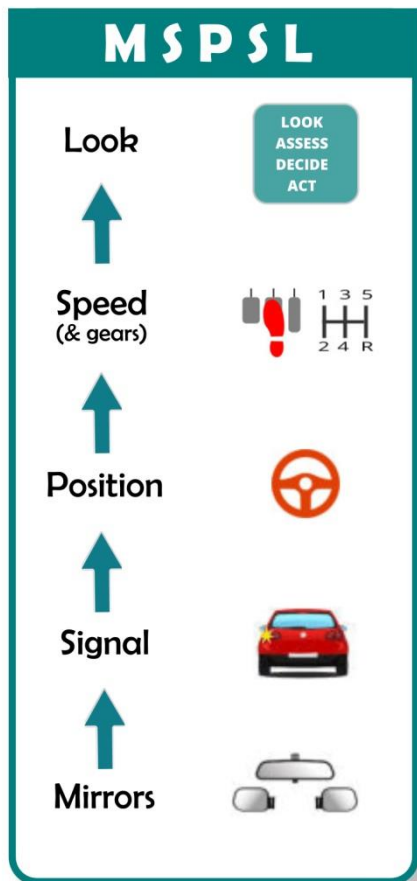 MSPSL
Look
LOOK
ASSESS
DECIDE
ACT
Speed
(& gears)
1 3 5
2 4 R
Position
Signal
Mirrors